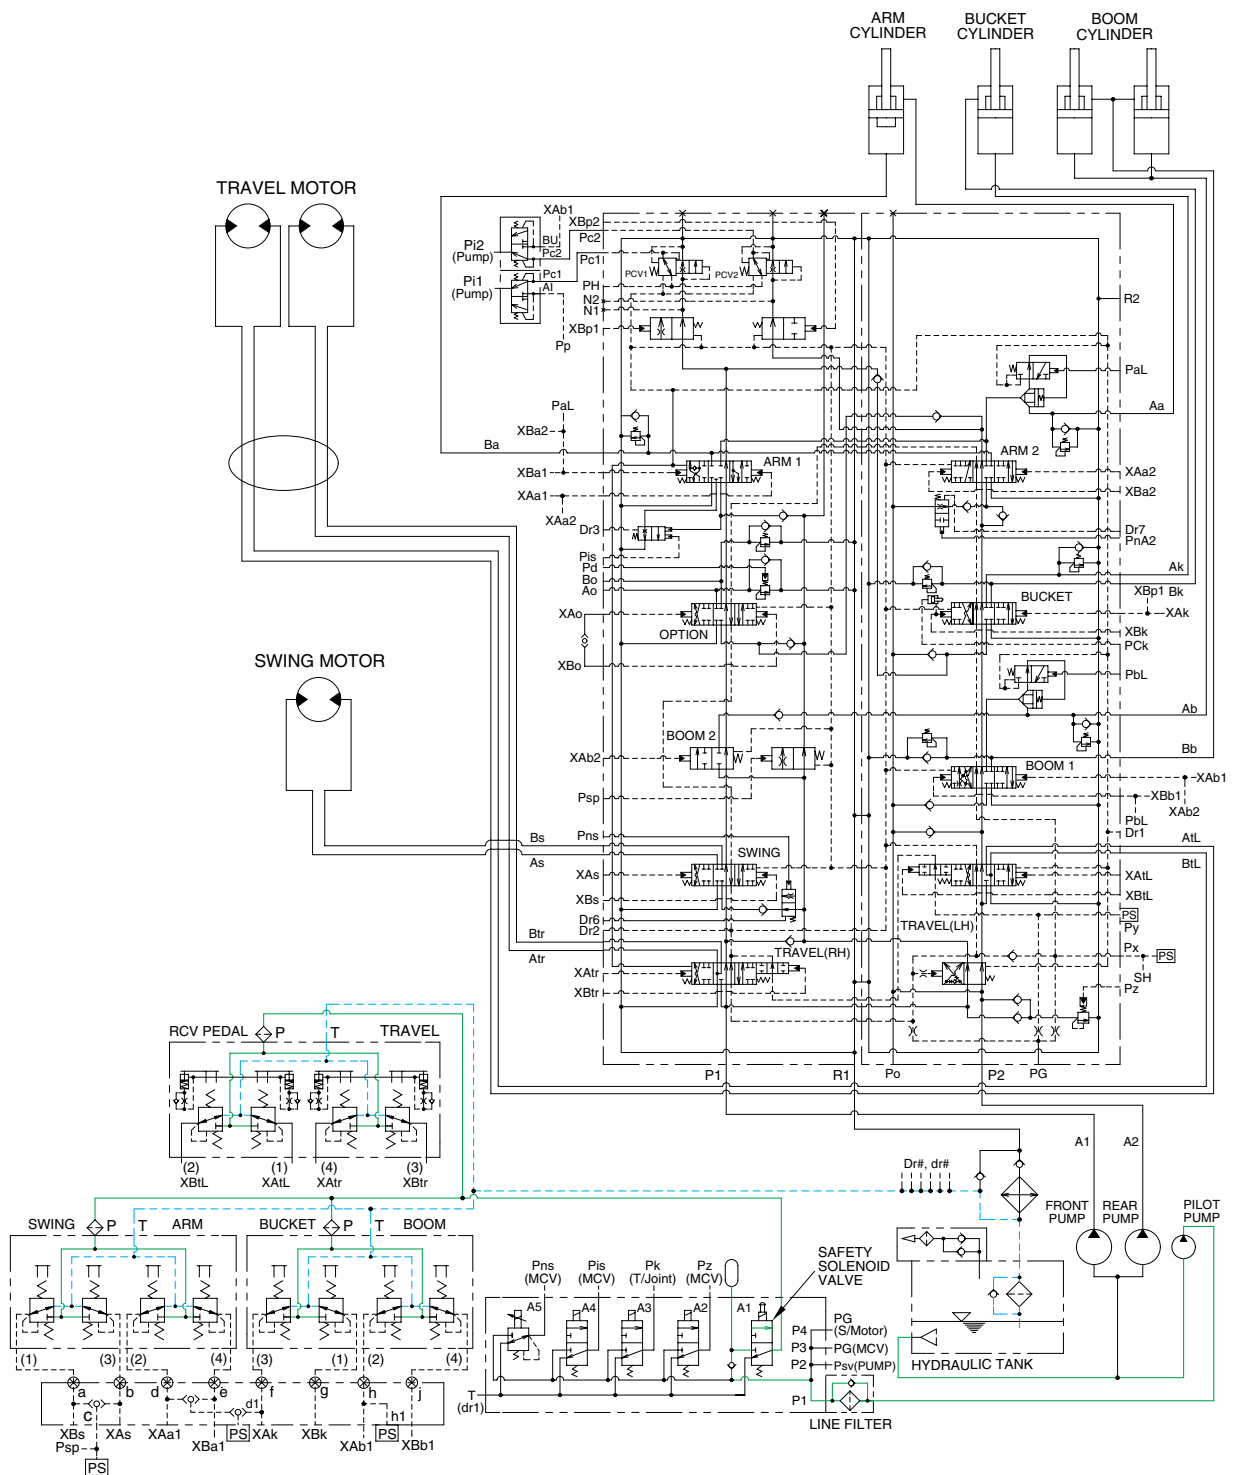 ARM
CYLINDER
BUCKET
CYLINDER
BOOM
CYLINDER
TRAVEL MOTOR
XAb1
XBp2
Pi2
(Pump)
BU
Pc2
Pc2
Pc1
Pi1
(Pump)
Pc1
AI
PCV1
PCV2
PH
N2
N1
XBp1
Pp
R2
PaL
Aa
PaL
XBa2
Ba
XBa1
XAa1
XAa2
ARM 1
ARM 2
XAa2
XBa2
Dr3
Dr7
PnA2
Pis
Pd
Bo
Ao
Ak
XBp1 Bk
XAo
OPTION
BUCKET
XAk
XBk
PCk
XBo
PbL
SWING MOTOR
Ab
BOOM 2
XAb2
Bb
BOOM 1
XAb1
XBb1
XAb2
Psp
PbL
Dr1
Pns
Bs
As
SWING
AtL
BtL
XAs
XBs
XAtL
XBtL
Dr6
Dr2
PS
Py
TRAVEL(LH)
Btr
Atr
TRAVEL(RH)
Px
PS
XAtr
SH
XBtr
Pz
RCV PEDAL
P
T
TRAVEL
P1
R1
Po
P2
PG
(2)
(1)
(4)
(3)
XBtL
XAtL
XAtr
XBtr
A1
A2
Dr#, dr#
FRONT
PUMP
REAR
PUMP
PILOT
PUMP
SWING
P
T
ARM
BUCKET
P
T
BOOM
SAFETY
SOLENOID
VALVE
Pns
(MCV)
Pis
(MCV)
Pk
(T/Joint)
Pz
(MCV)
A5
A4
A3
A2
A1
PG
P4
(S/Motor)
P3
PG(MCV)
P2
Psv(PUMP)
HYDRAULIC TANK
(1)
(3)
(2)
(4)
(3)
(1)
(2)
(4)
a
b
d
e
f
g
h
j
c
d1
h1
T
(dr1)
P1
LINE FILTER
XBs
XAs
XAa1
XBa1
PS
XAk
XBk
XAb1
PS
XBb1
Psp
PS